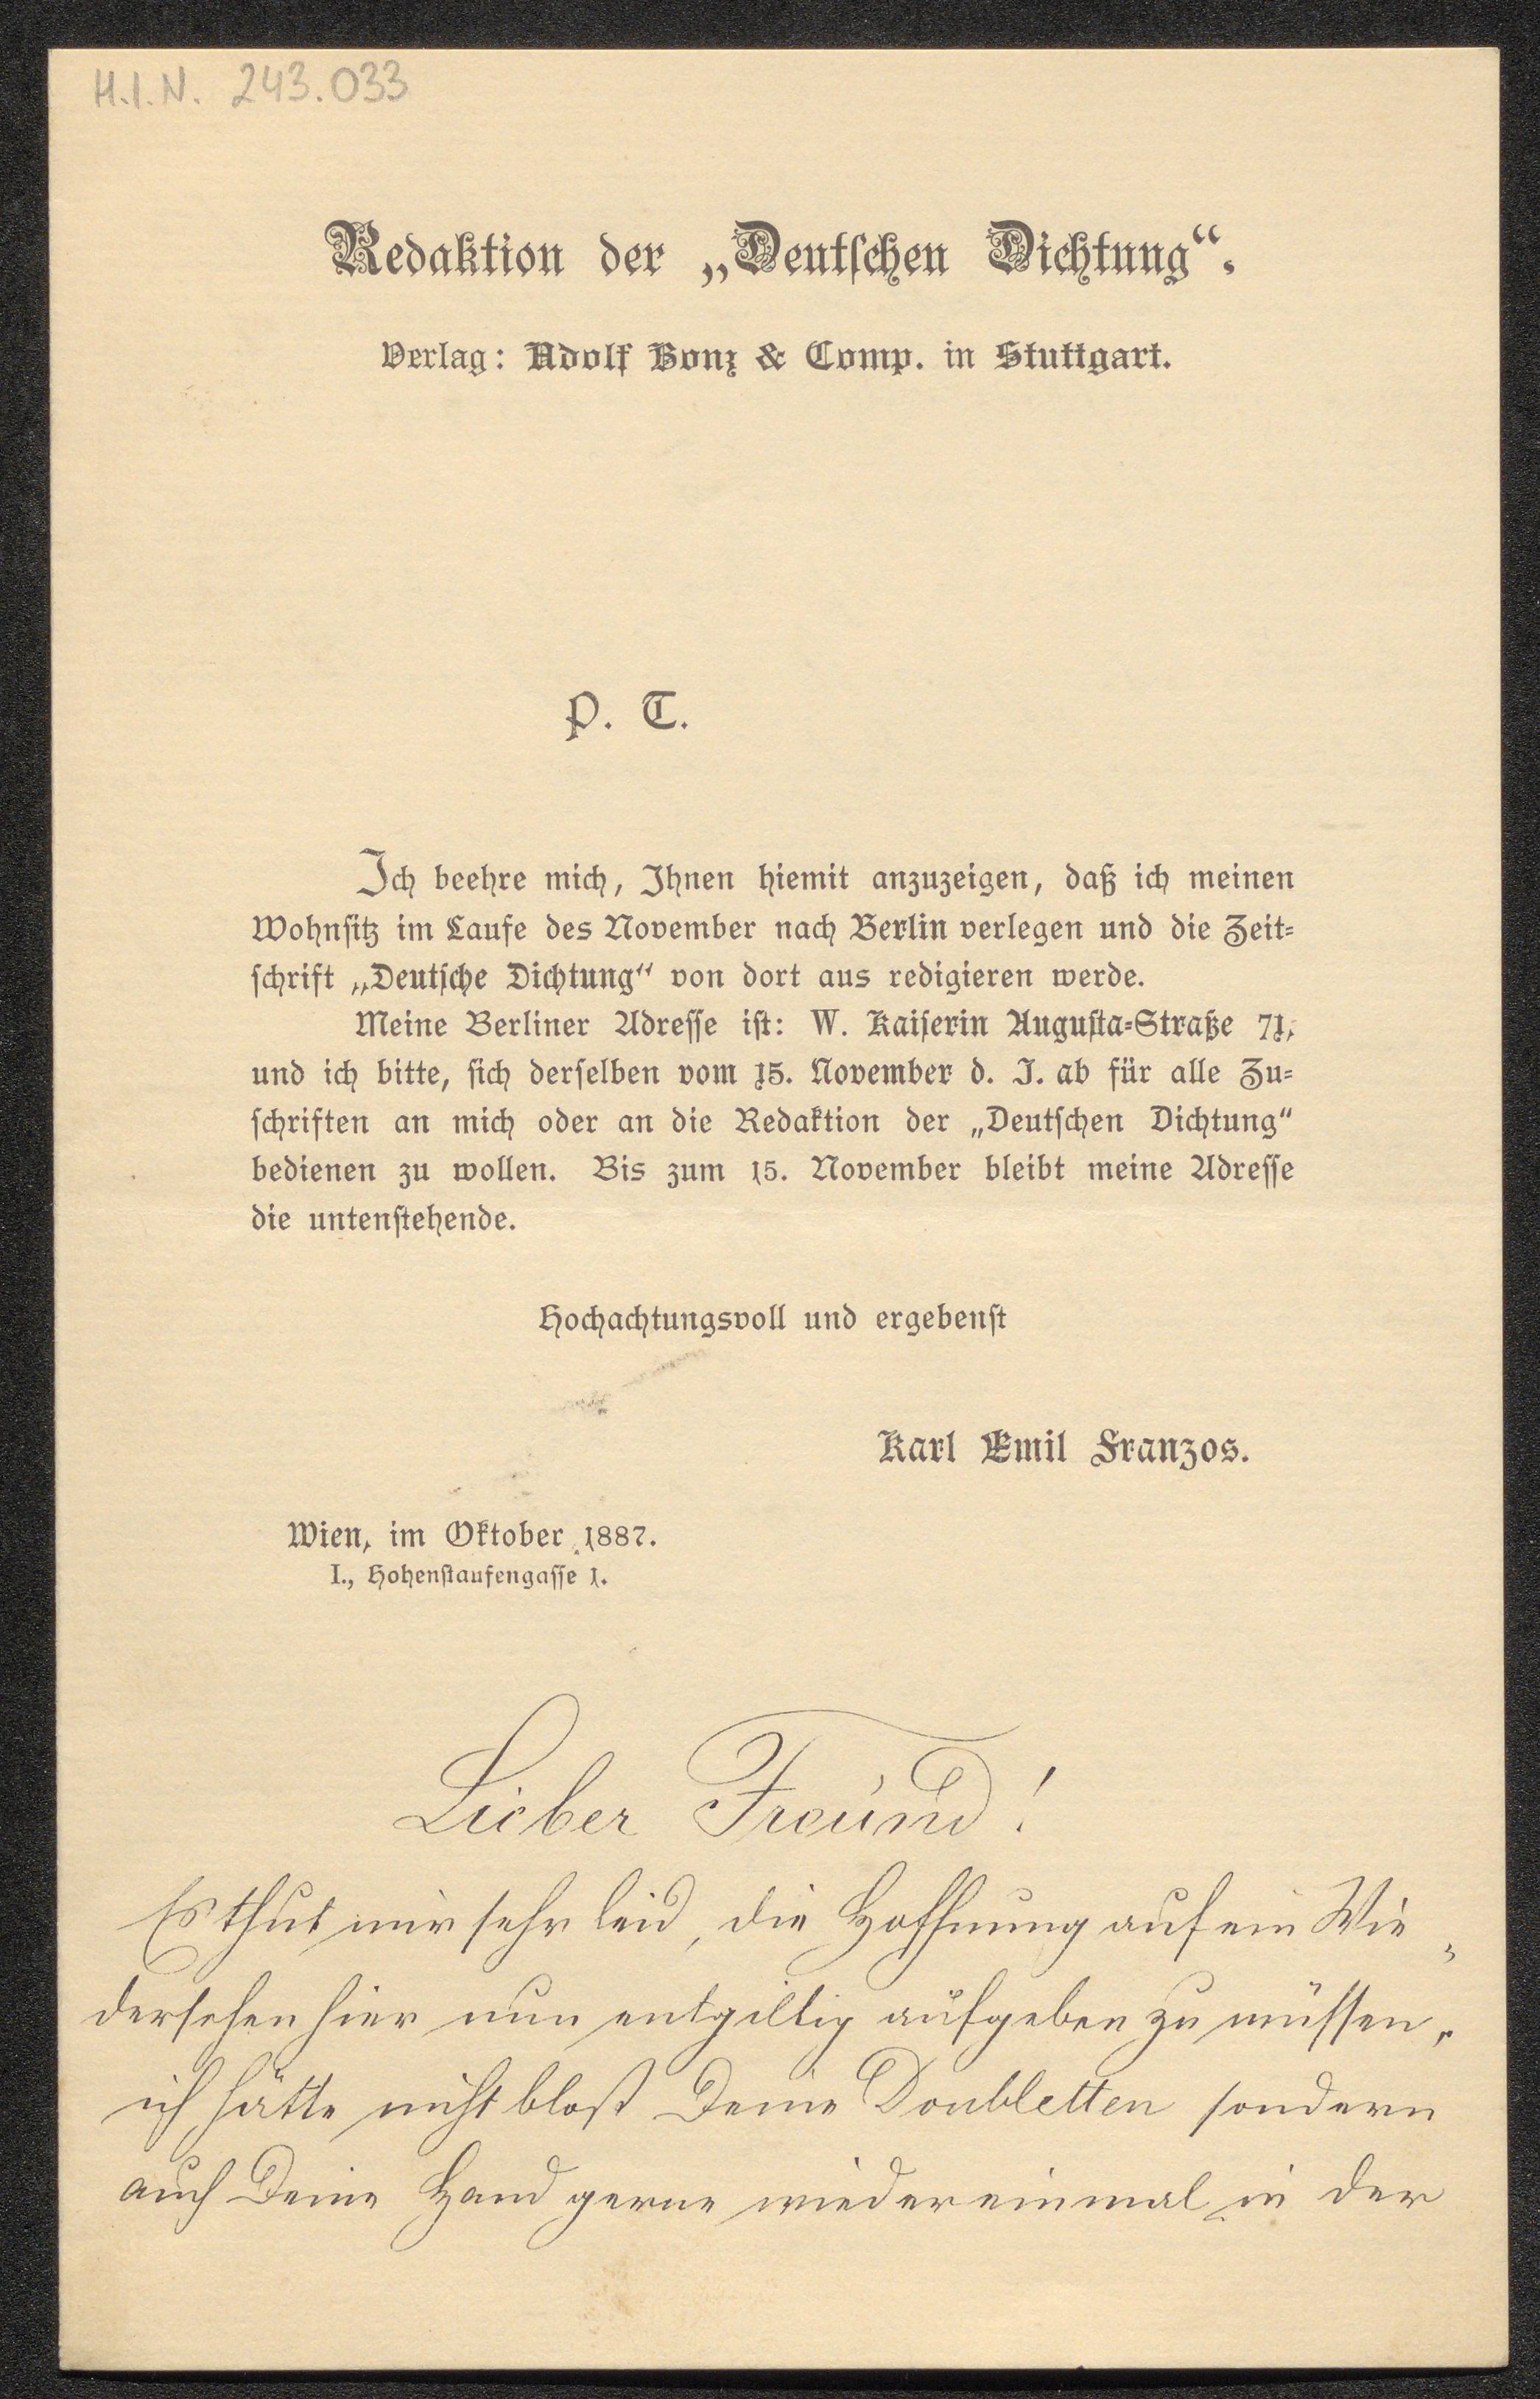 H.I.N. 243.033
Redaktion der „Deutschen Dichtung“.
Verlag: Adolf Bonz & Comp. in Stuttgart.
P. T.
Ich beehre mich, Ihnen hiemit anzuzeigen, daß ich meinen
Wohnsitz im Laufe des November nach Berlin verlegen und die Zeit-
schrift „Deutsche Dichtung“ von dort aus redigieren werde.
Meine Berliner Adresse ist: W. Kaiserin Augusta-Straße 71,
und ich bitte, sich derselben vom 15. November d. J. ab für alle Zu-
schriften an mich oder an die Redaktion der „Deutschen Dichtung“
bedienen zu wollen. Bis zum 15. November bleibt meine Adresse
die untenstehende.
Hochachtungsvoll und ergebenst
Karl Emil Franzos.
Wien, im Oktober 1887.
I., Hohenstaufengasse 1.
Lieber Freund!
Es thut mir sehr leid, die Hoffnung auf ein Wie-
dersehen hier nun entgiltig aufgeben zu müssen,
ich hätte nicht bloß Deine Doubletten sondern
auch Deine Hand gerne wieder einmal in der